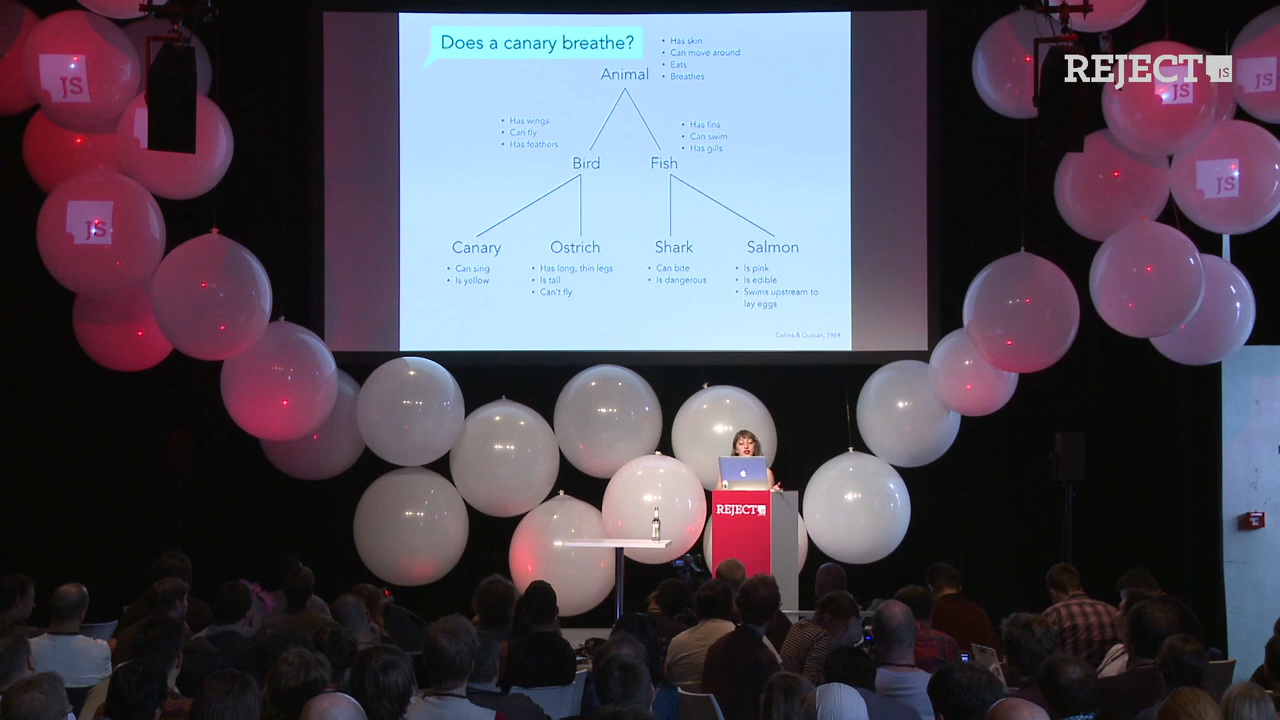 Does a canary breathe?
• Has skin
• Can move around
• Eats
• Breathes
Animal
REJECT JS
JS
JS
JS
JS
JS
• Has wings
• Can fly
• Has feathers
• Has fins
• Can swim
• Has gills
Bird
Fish
Canary
Ostrich
Shark
Salmon
• Can sing
• Is yellow
• Has long, thin legs
• Is tall
• Can't fly
• Can bite
• Is dangerous
• Is pink
• Is edible
• Swims upstream to
lay eggs
Collins & Quillian, 1969
REJECT JS